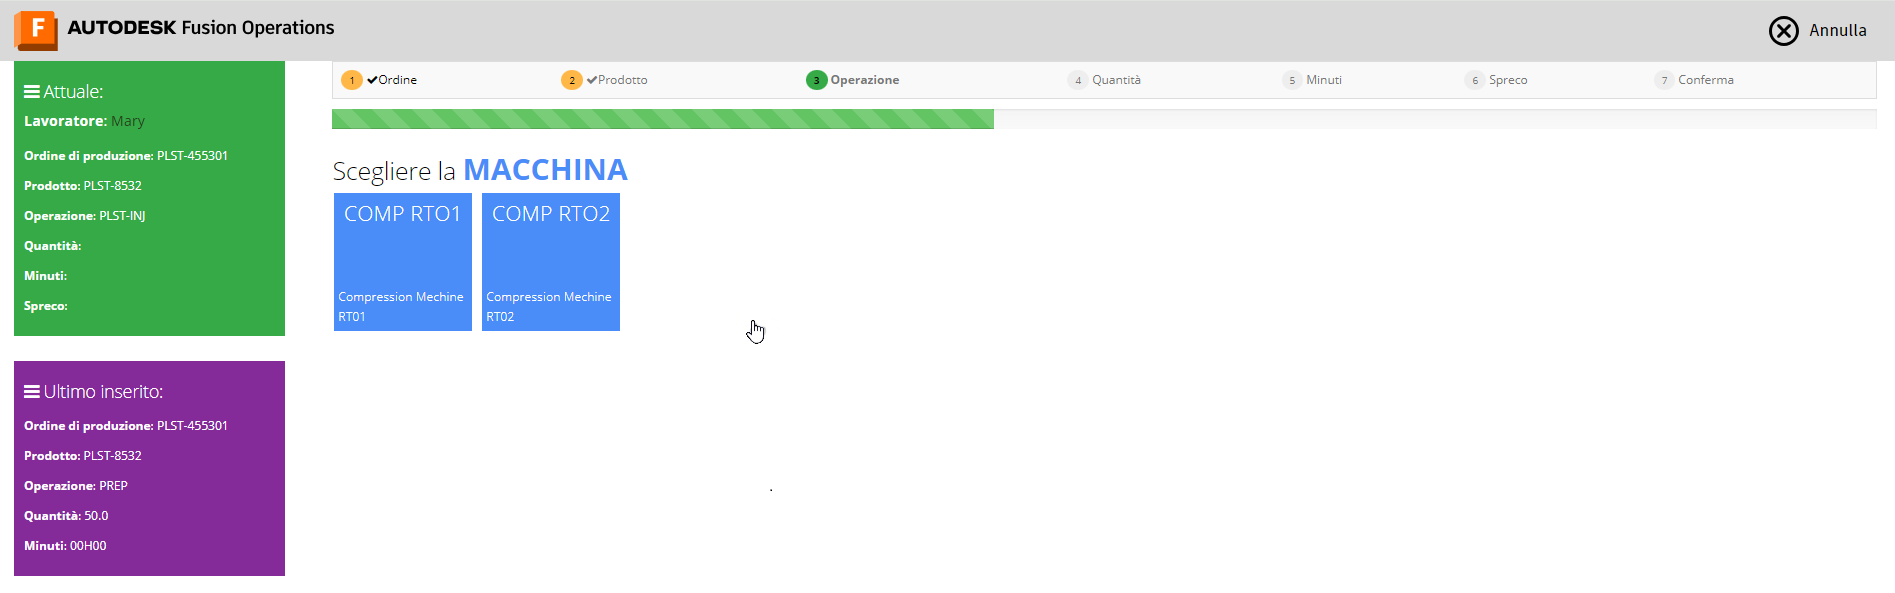 F AUTODESK Fusion Operations
Annulla
Attuale:
Lavoratore: Mary
Ordine di produzione: PLST-455301
Prodotto: PLST-8532
Operazione: PLST-INJ
Quantità:
Minuti:
Spreco:
Ultimo inserito:
Ordine di produzione: PLST-455301
Prodotto: PLST-8532
Operazione: PREP
Quantità: 50.0
Minuti: 00H00
1 Ordine
2 Prodotto
3 Operazione
4 Quantità
5 Minuti
6 Spreco
7 Conferma
Scegliere la MACCHINA
COMP RTO1
Compression Mechine
RT01
COMP RTO2
Compression Mechine
RT02